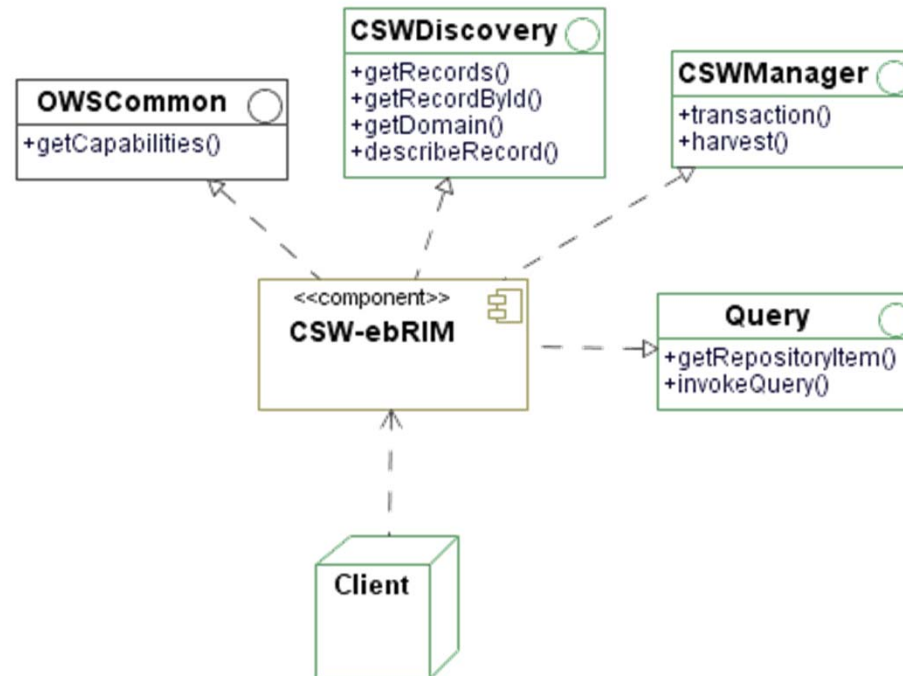 CSWDiscovery
+getRecords()
+getRecordById()
+getDomain()
+describeRecord()
CSWManager
+transaction()
+harvest()
OWSCommon
+getCapabilities()
<<component>>
CSW-ebRIM
Query
+getRepositoryItem()
+invokeQuery()
Client